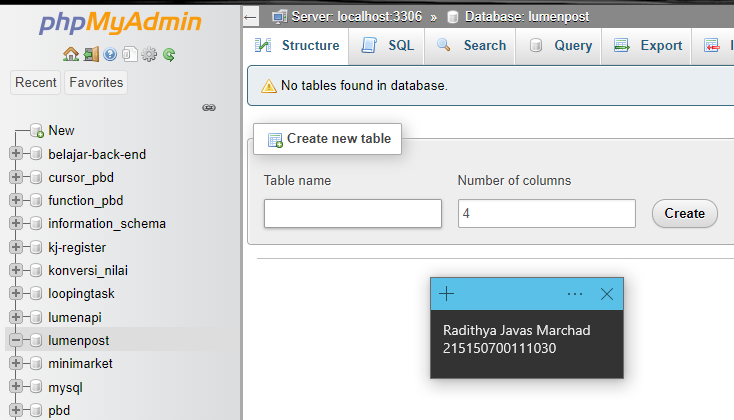 phpMyAdmin
Recent Favorites
New
belajar-back-end
cursor_pbd
function_pbd
information_schema
kj-register
konversi_nilai
loopingtask
lumenapi
lumenpost
minimarket
mysql
pbd
Server: localhost:3306 » Database: lumenpost
Structure SQL Search Query Export
No tables found in database.
Create new table
Table name Number of columns
4 Create
Radithya Javas Marchad
215150700111030